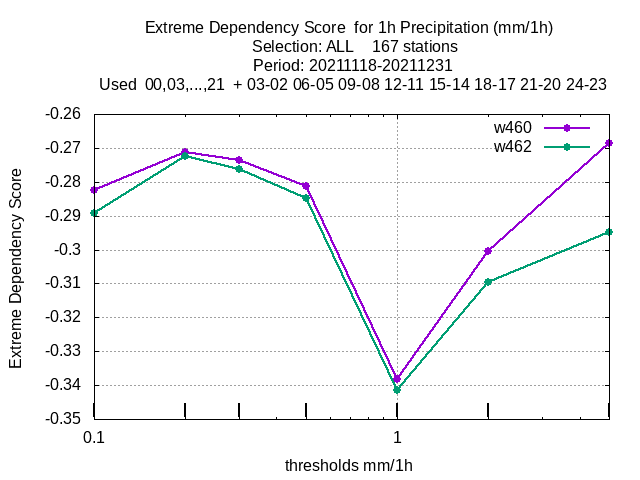 Extreme Dependency Score  for 1h Precipitation (mm/1h)
Selection: ALL    167 stations
Period: 20211118-20211231
Used  00,03,...,21  + 03-02 06-05 09-08 12-11 15-14 18-17 21-20 24-23
-0.26
-0.27
-0.28
-0.29
-0.3
-0.31
-0.32
-0.33
-0.34
-0.35
Extreme Dependency Score
w460
w462
0.1
1
thresholds mm/1h